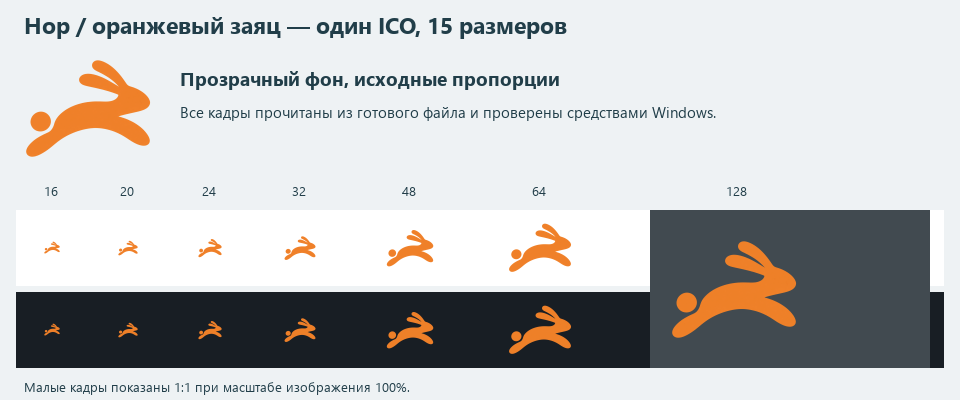 Hop / оранжевый заяц — один ICO, 15 размеров
Прозрачный фон, исходные пропорции
Все кадры прочитаны из готового файла и проверены средствами Windows.
16 20 24 32 48 64 128
Малые кадры показаны 1:1 при масштабе изображения 100%.